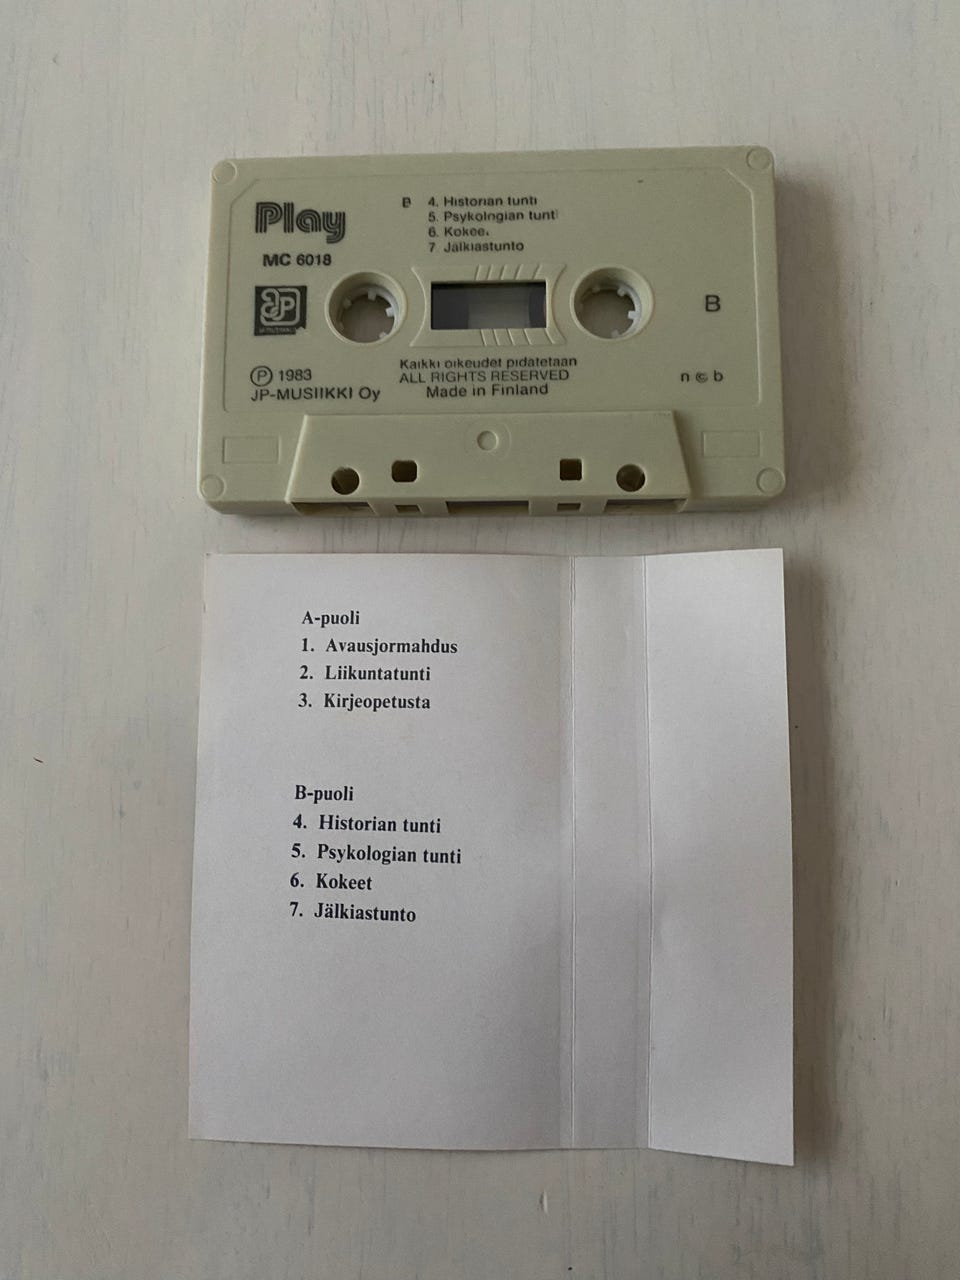 Play
B 4. Historian tunti
5. Psykologian tunti
6. Kokee
7 Jälkiastunto
MC 6018
JP
B
Ⓟ 1983
JP-MUSIIKKI Oy
Kaikki oikeudet pidätetään
ALL RIGHTS RESERVED
Made in Finland
n©b
A-puoli
1. Avausjormahdus
2. Liikuntatunti
3. Kirjeopetusta
B-puoli
4. Historian tunti
5. Psykologian tunti
6. Kokeet
7. Jälkiastunto